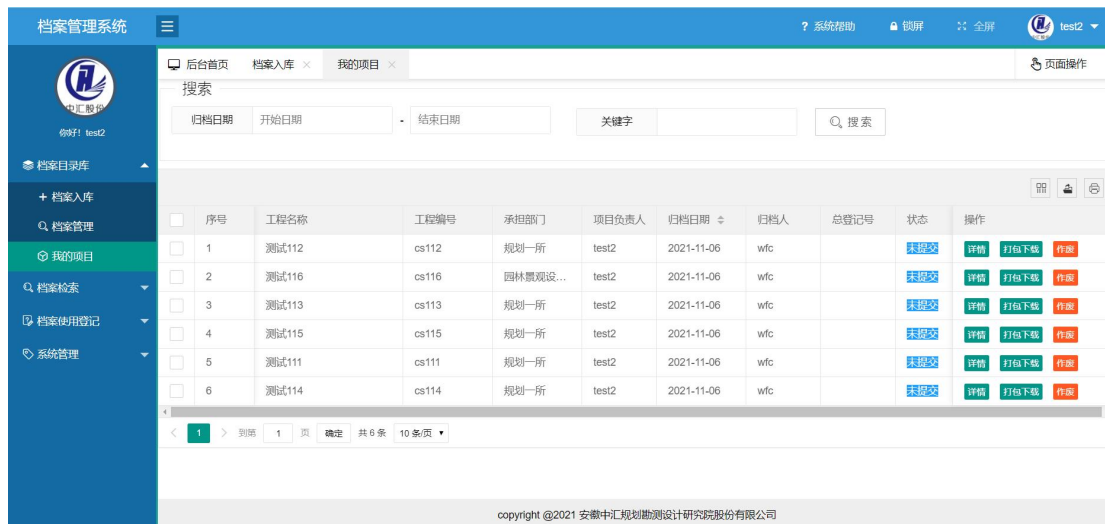 档案管理系统 ? 系统帮助 锁屏 全屏 test2
后台首页 档案入库 × 我的项目 × 页面操作
中汇股份
你好! test2
搜索
归档日期 开始日期 - 结束日期 关键字 搜索
档案目录库
+ 档案入库
档案管理
我的项目
档案检索
档案使用登记
系统管理
序号 工程名称 工程编号 承担部门 项目负责人 归档日期 归档人 总登记号 状态 操作
1 测试112 cs112 规划一所 test2 2021-11-06 wfc 未提交 详情 打包下载 作废
2 测试116 cs116 园林景观设... test2 2021-11-06 wfc 未提交 详情 打包下载 作废
3 测试113 cs113 规划一所 test2 2021-11-06 wfc 未提交 详情 打包下载 作废
4 测试115 cs115 规划一所 test2 2021-11-06 wfc 未提交 详情 打包下载 作废
5 测试111 cs111 规划一所 test2 2021-11-06 wfc 未提交 详情 打包下载 作废
6 测试114 cs114 规划一所 test2 2021-11-06 wfc 未提交 详情 打包下载 作废
< 1 > 到第 1 页 确定 共 6 条 10 条/页
copyright @2021 安徽中汇规划勘测设计研究院股份有限公司